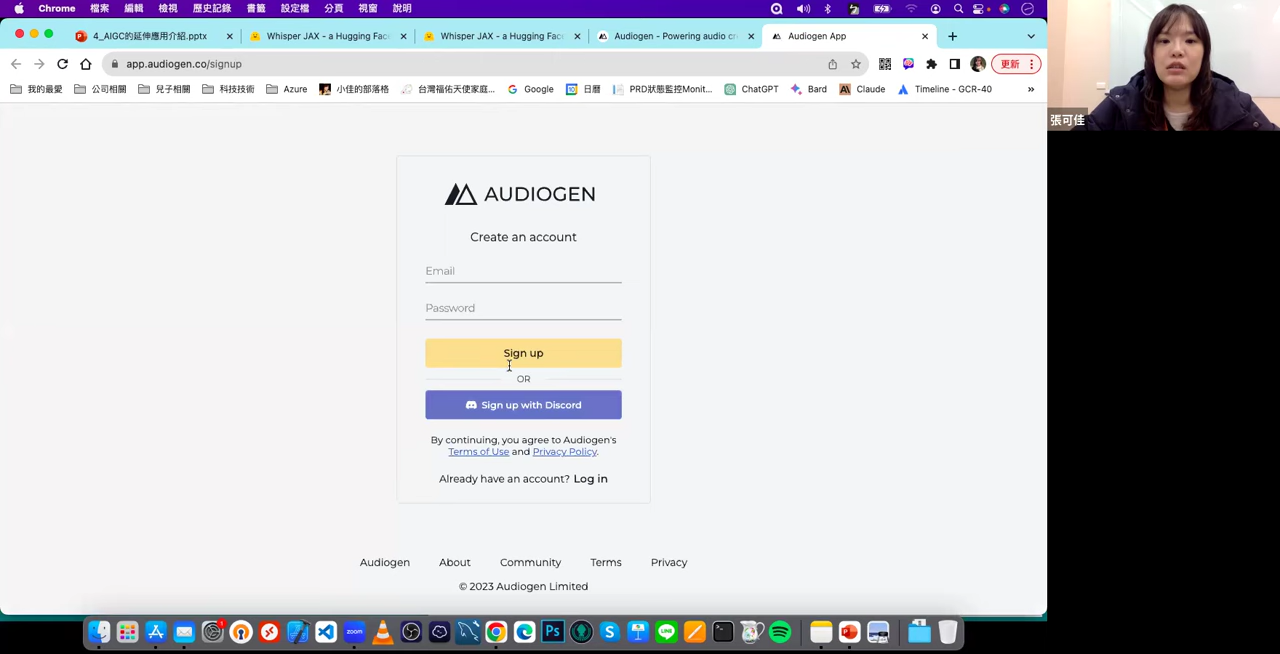 Chrome 檔案 編輯 檢視 歷史記錄 書籤 設定檔 分頁 視窗 說明
4_AIGC的延伸應用介紹.pptx
Whisper JAX - a Hugging Face
Whisper JAX - a Hugging Face
Audiogen - Powering audio cre
Audiogen App
app.audiogen.co/signup
更新
我的最愛 公司相關 兒子相關 科技技術 Azure 小佳的部落格 台灣福佑天使家庭... Google 日曆 PRD狀態監控Monit... ChatGPT Bard Claude Timeline - GCR-40
張可佳
AUDIOGEN
Create an account
Email
Password
Sign up
OR
Sign up with Discord
By continuing, you agree to Audiogen's
Terms of Use and Privacy Policy.
Already have an account? Log in
Audiogen About Community Terms Privacy
© 2023 Audiogen Limited
zoom
Ps
LINE